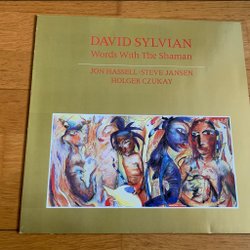 DAVID SYLVIAN
Words With The Shaman
JON HASSELL·STEVE JANSEN
HOLGER CZUKAY